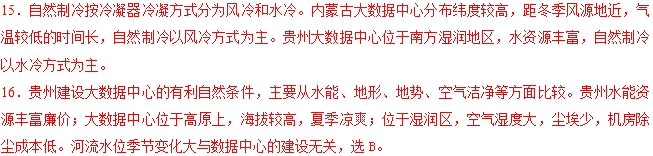 15．自然制冷按冷凝器冷凝方式分为风冷和水冷。内蒙古大数据中心分布纬度较高，距冬季风源地近，气
温较低的时间长，自然制冷以风冷方式为主。贵州大数据中心位于南方湿润地区，水资源丰富，自然制冷
以水冷方式为主。
16．贵州建设大数据中心的有利自然条件，主要从水能、地形、地势、空气洁净等方面比较。贵州水能资
源丰富廉价；大数据中心位于高原上，海拔较高，夏季凉爽；位于湿润区，空气湿度大，尘埃少，机房除
尘成本低。河流水位季节变化大与数据中心的建设无关，选 B。